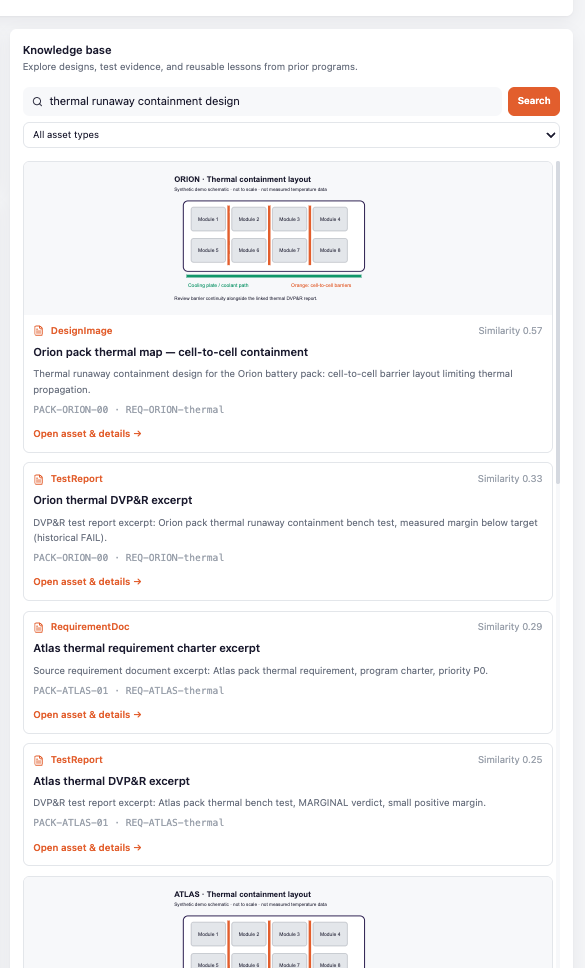 Knowledge base
Explore designs, test evidence, and reusable lessons from prior programs.
thermal runaway containment design
Search
All asset types
ORION · Thermal containment layout
Synthetic demo schematic · not to scale · not measured temperature data
Module 1 Module 2 Module 3 Module 4
Module 5 Module 6 Module 7 Module 8
Cooling plate / coolant path Orange: cell-to-cell barriers
Review barrier continuity alongside the linked thermal DVP&R report.
DesignImage Similarity 0.57
Orion pack thermal map — cell-to-cell containment
Thermal runaway containment design for the Orion battery pack: cell-to-cell barrier layout limiting thermal
propagation.
PACK-ORION-00 · REQ-ORION-thermal
Open asset & details →
TestReport Similarity 0.33
Orion thermal DVP&R excerpt
DVP&R test report excerpt: Orion pack thermal runaway containment bench test, measured margin below target
(historical FAIL).
PACK-ORION-00 · REQ-ORION-thermal
Open asset & details →
RequirementDoc Similarity 0.29
Atlas thermal requirement charter excerpt
Source requirement document excerpt: Atlas pack thermal requirement, program charter, priority P0.
PACK-ATLAS-01 · REQ-ATLAS-thermal
Open asset & details →
TestReport Similarity 0.25
Atlas thermal DVP&R excerpt
DVP&R test report excerpt: Atlas pack thermal bench test, MARGINAL verdict, small positive margin.
PACK-ATLAS-01 · REQ-ATLAS-thermal
Open asset & details →
ATLAS · Thermal containment layout
Synthetic demo schematic · not to scale · not measured temperature data
Module 1 Module 2 Module 3 Module 4
Module 5 Module 6 Module 7 Module 8